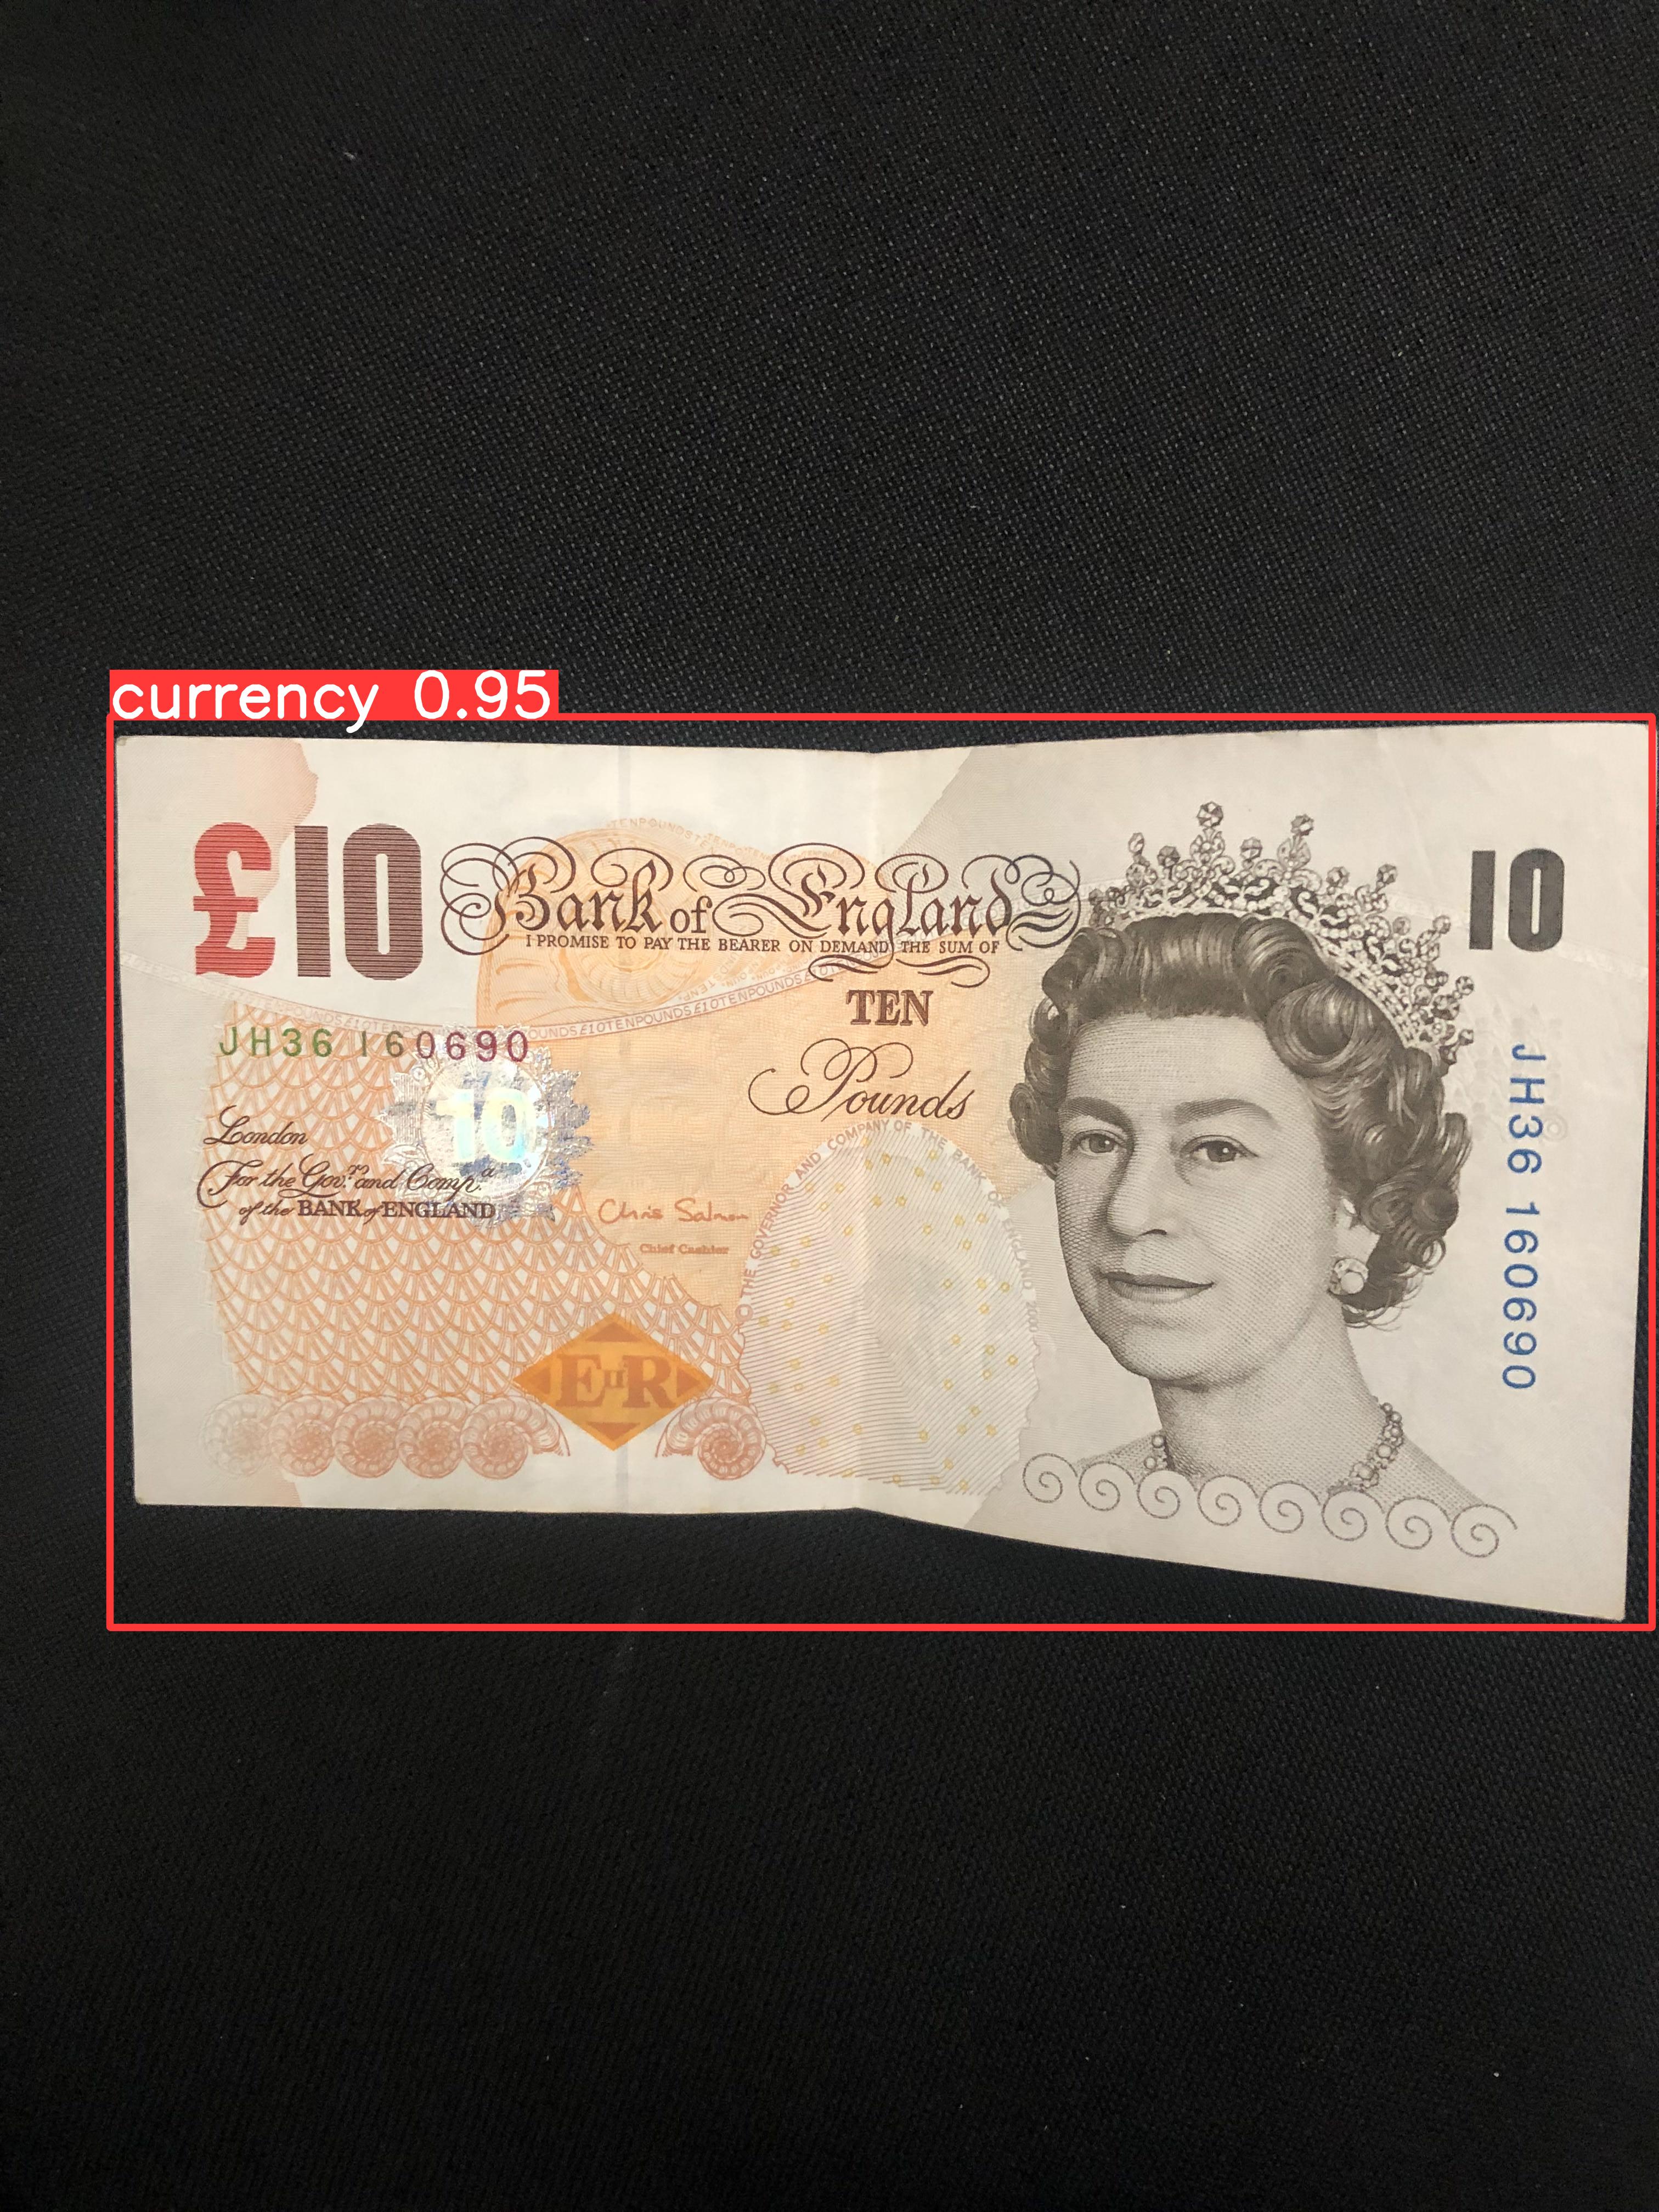 currency 0.95
£10
Bank of England
10
I PROMISE TO PAY THE BEARER ON DEMAND THE SUM OF
TEN
Pounds
JH36 160690
10
London
For the Gov.r and Comp.a
of the BANK of ENGLAND
Chris Salmon
Chief Cashier
THE GOVERNOR AND COMPANY OF THE BANK OF ENGLAND 2000
EIIR
JH36 160690